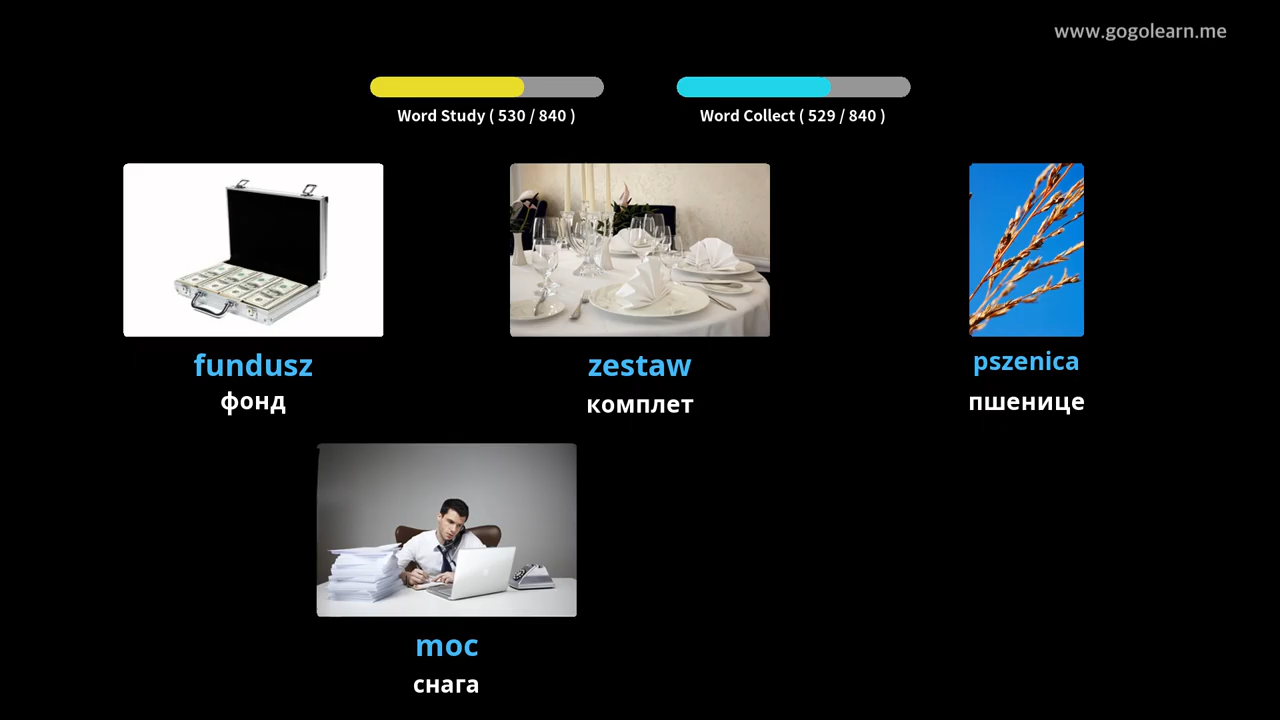 www.gogolearn.me
Word Study ( 530 / 840 )
Word Collect ( 529 / 840 )
fundusz
фонд
zestaw
комплет
pszenica
пшенице
moc
снага